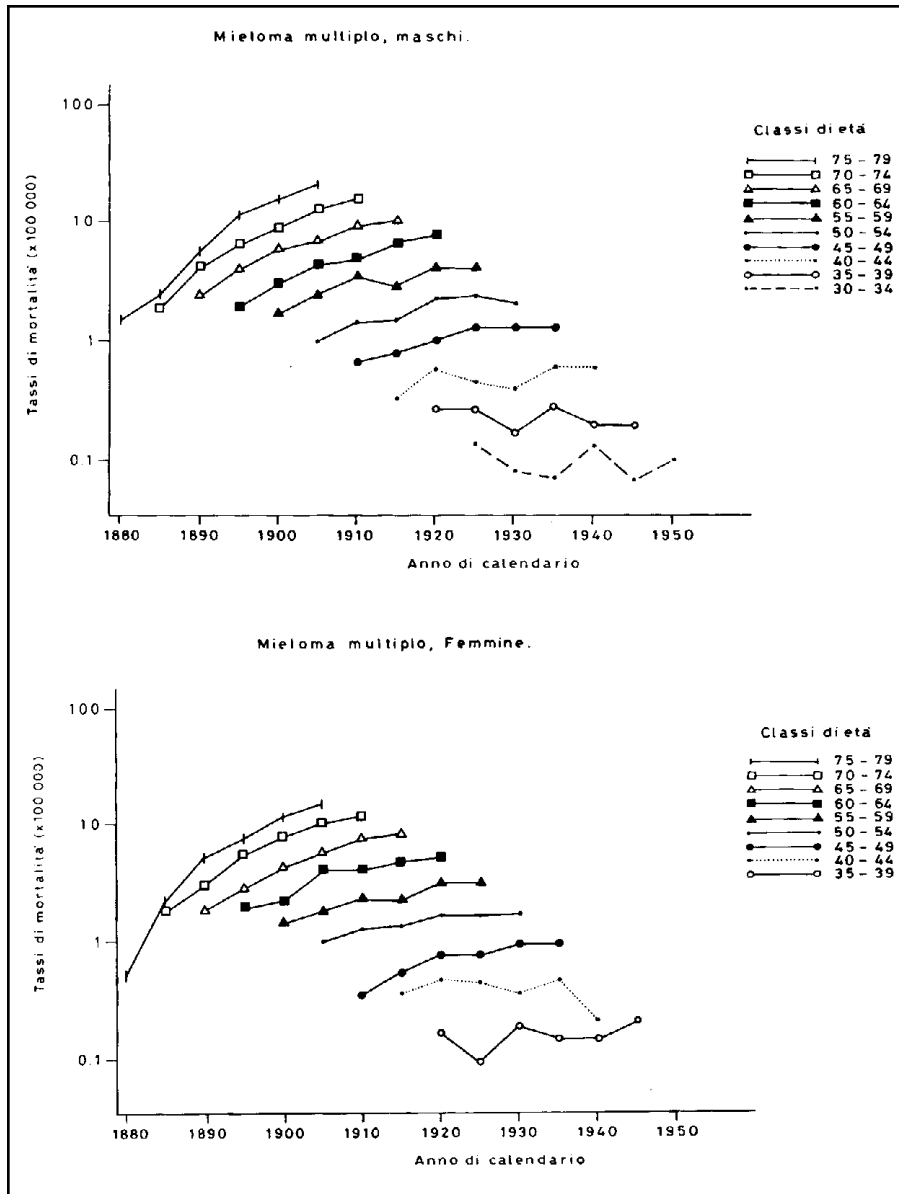 Mieloma multiplo, maschi.
Tassi di mortalità (x100 000)
100
10
1
0.1
Classi di età
75 - 79
70 - 74
65 - 69
60 - 64
55 - 59
50 - 54
45 - 49
40 - 44
35 - 39
30 - 34
1880 1890 1900 1910 1920 1930 1940 1950
Anno di calendario
Mieloma multiplo, Femmine.
Tassi di mortalità (x100 000)
100
10
1
0.1
Classi di età
75 - 79
70 - 74
65 - 69
60 - 64
55 - 59
50 - 54
45 - 49
40 - 44
35 - 39
1880 1890 1900 1910 1920 1930 1940 1950
Anno di calendario